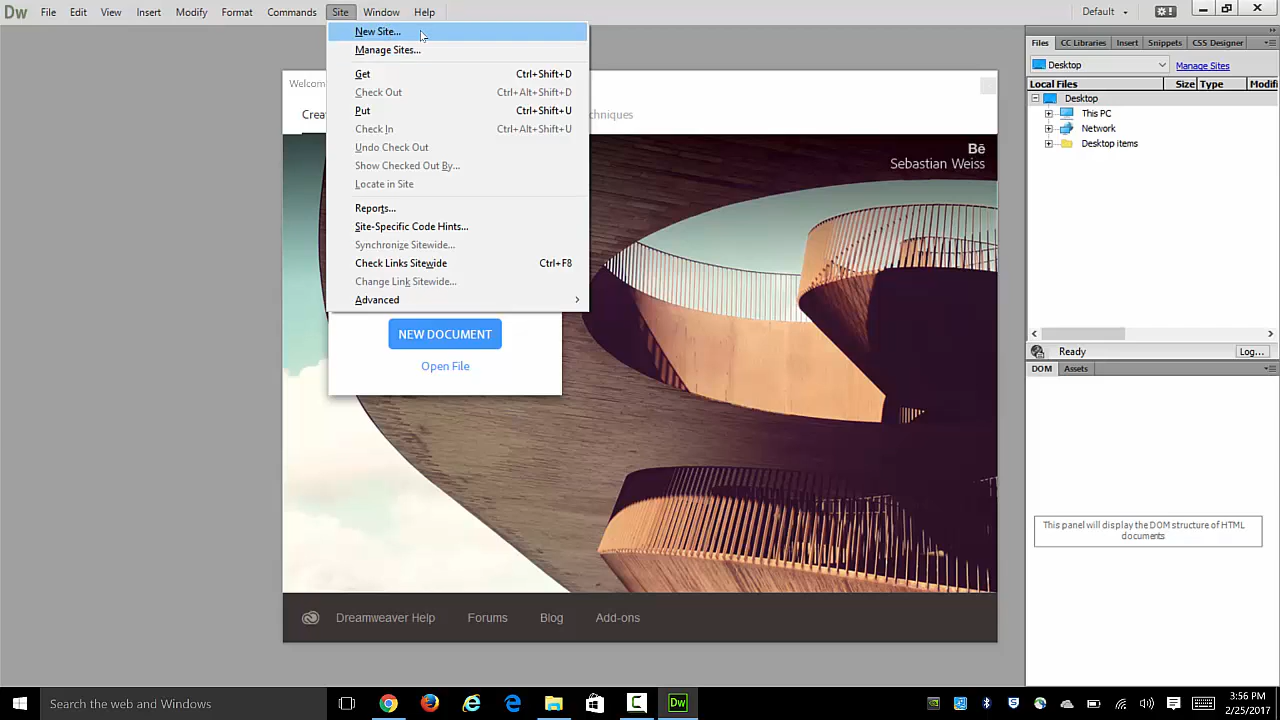 Dw File Edit View Insert Modify Format Commands Site Window Help Default
New Site...
Manage Sites...
Get Ctrl+Shift+D
Check Out Ctrl+Alt+Shift+D
Put Ctrl+Shift+U
Check In Ctrl+Alt+Shift+U
Undo Check Out
Show Checked Out By...
Locate in Site
Reports...
Site-Specific Code Hints...
Synchronize Sitewide...
Check Links Sitewide Ctrl+F8
Change Link Sitewide...
Advanced
Welcom
Crea
chniques
Bē
Sebastian Weiss
NEW DOCUMENT
Open File
Dreamweaver Help Forums Blog Add-ons
Files CC Libraries Insert Snippets CSS Designer
Desktop Manage Sites
Local Files Size Type Modifi
Desktop
This PC
Network
Desktop items
Ready Log...
DOM Assets
This panel will display the DOM structure of HTML
documents
Search the web and Windows
Dw
3:56 PM
2/25/2017